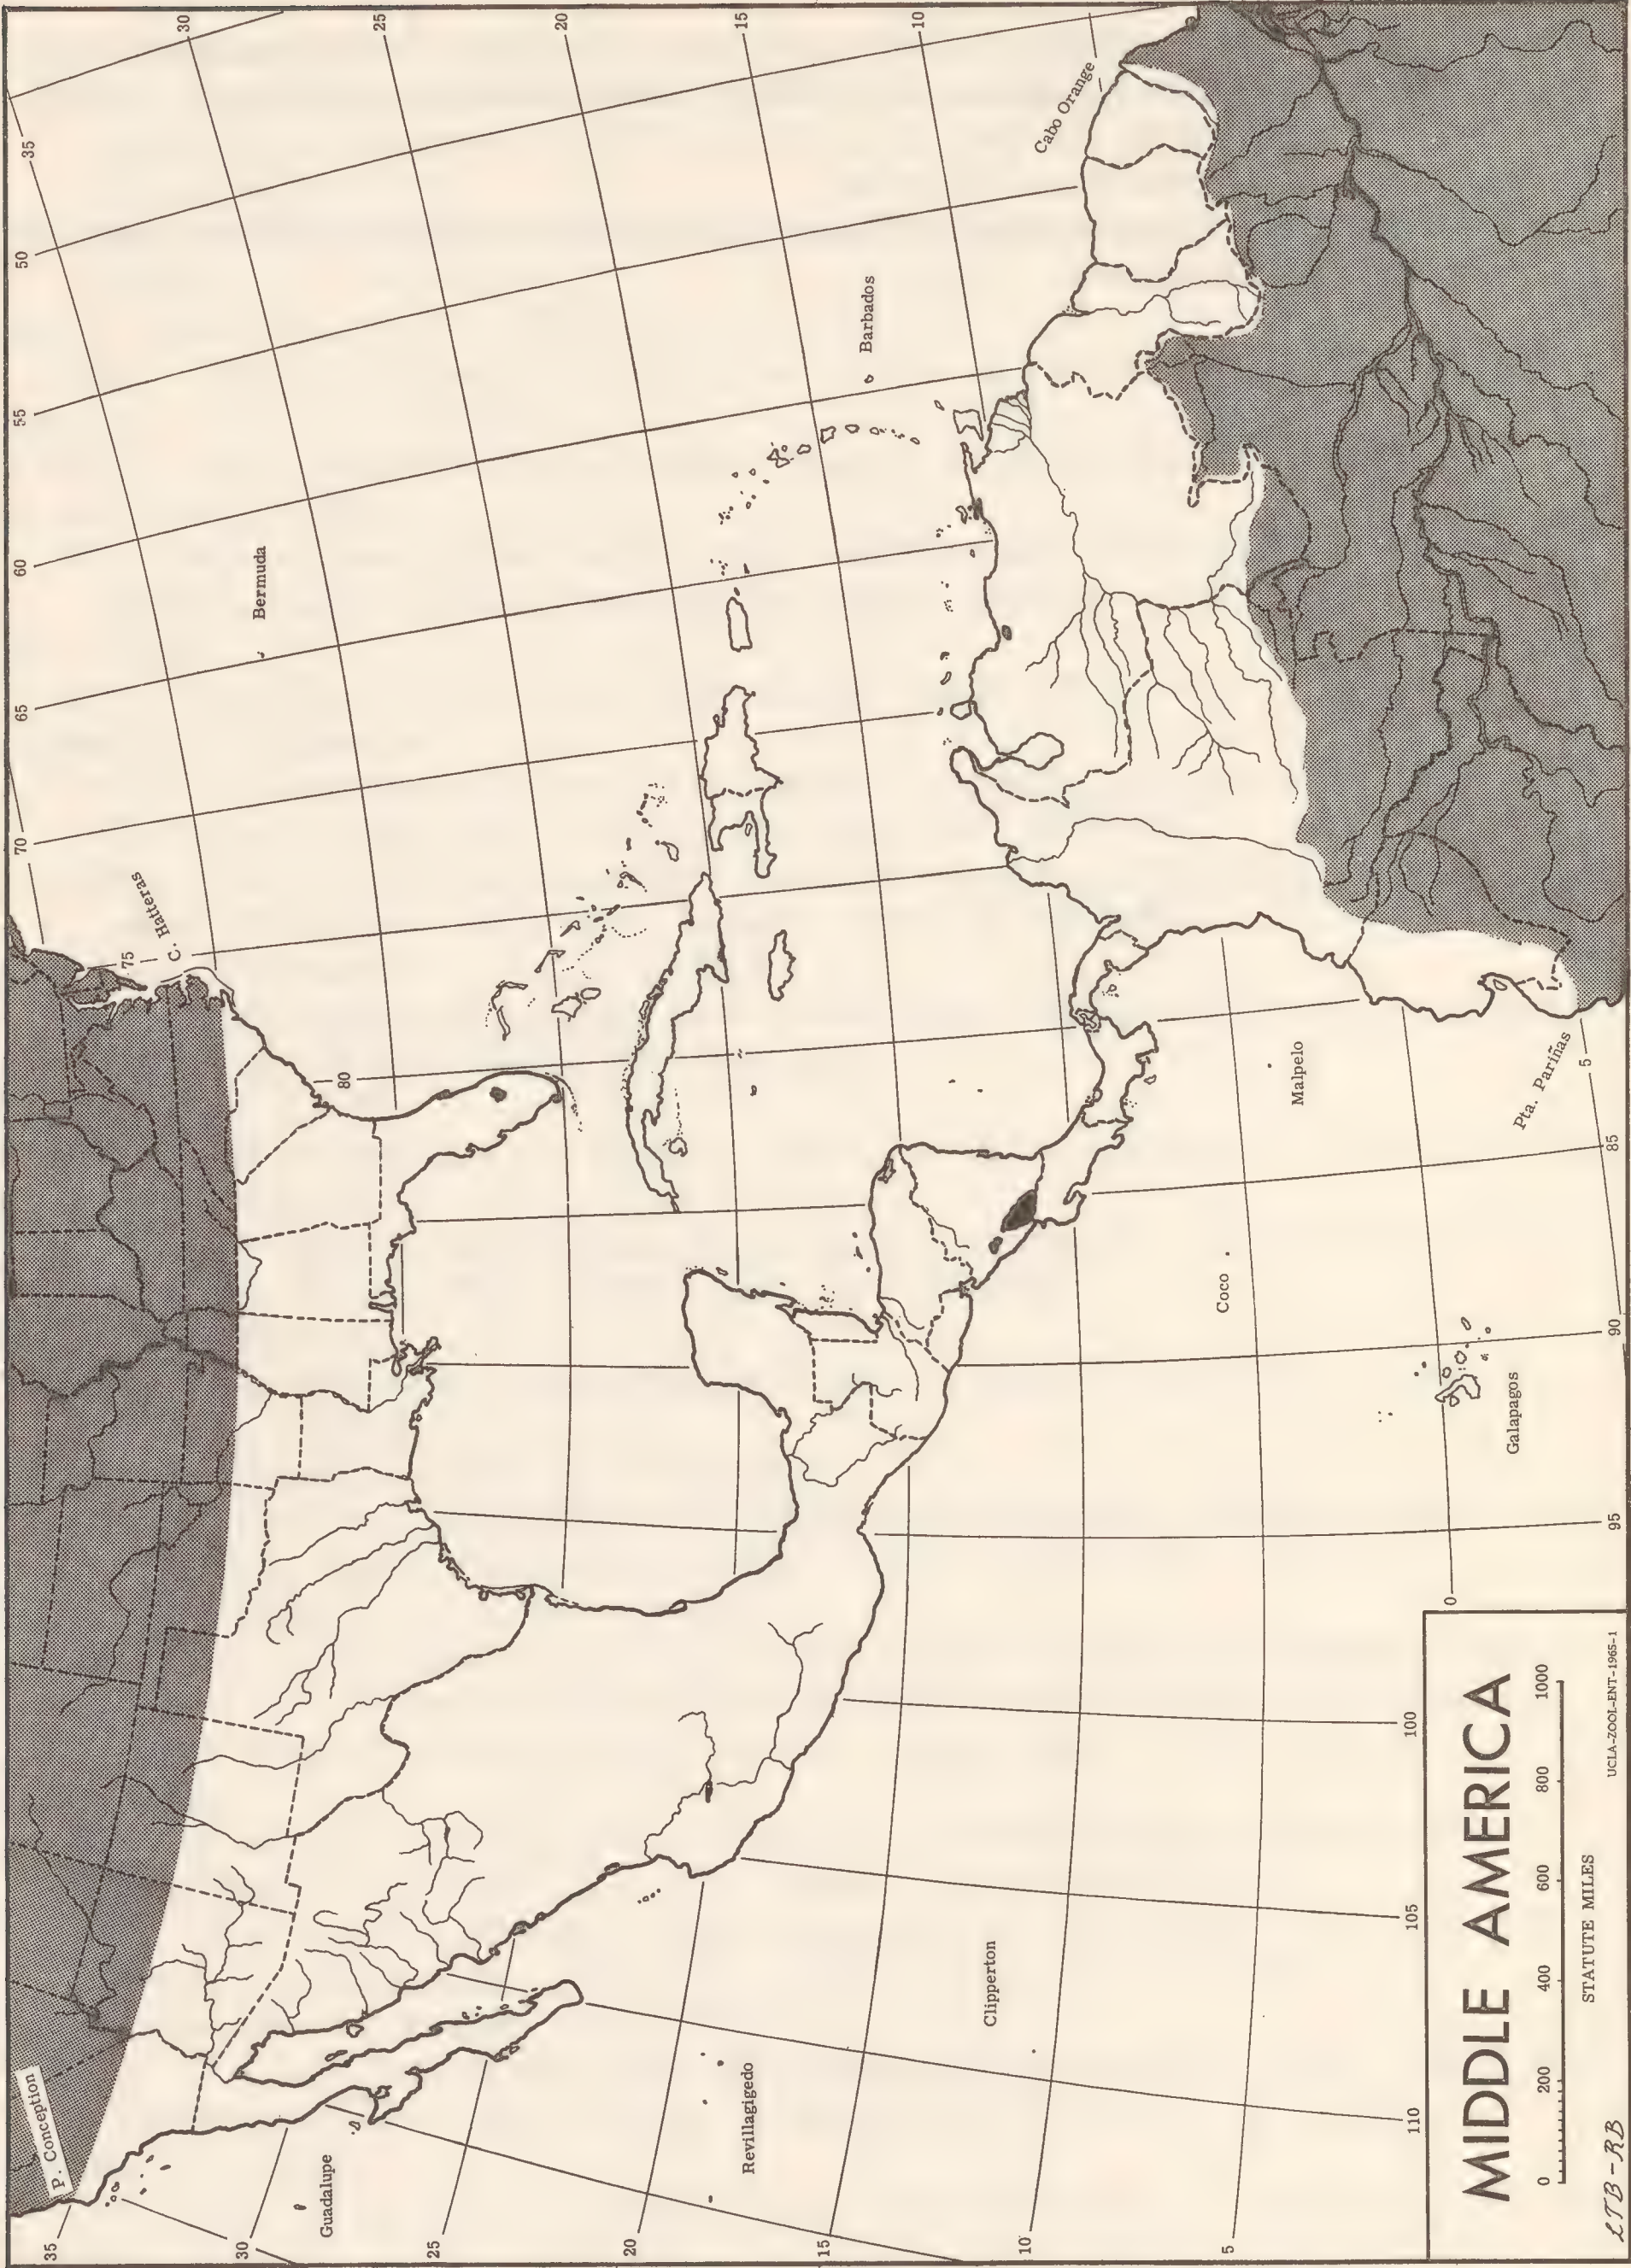 35
P. Conception
70
65
60
55
50
35
75
C. Hatteras
30
30
Bermuda
Guadalupe
80
25
25
20
20
15
Revillagigedo
15
Barbados
10
Clipperton
10
Cabo Orange
Coco
5
Malpelo
110
105
100
0
Galapagos
Pta. Pariñas
5
95
90
85
MIDDLE AMERICA
0 200 400 600 800 1000
STATUTE MILES
UCLA-ZOOL-ENT-1965-1
LTB-RB